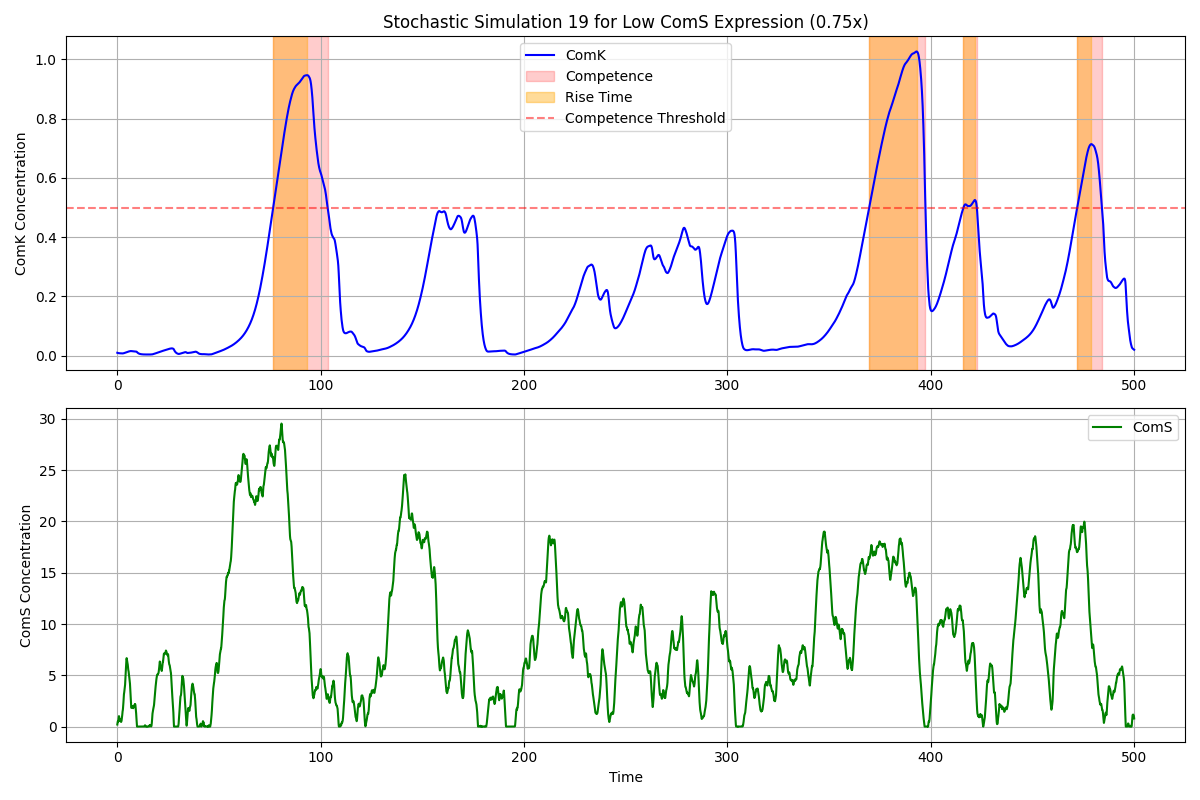 Stochastic Simulation 19 for Low ComS Expression (0.75x)
ComK Concentration
1.0
0.8
0.6
0.4
0.2
0.0
ComK
Competence
Rise Time
Competence Threshold
0 100 200 300 400 500
ComS Concentration
30
25
20
15
10
5
0
ComS
0 100 200 300 400 500
Time